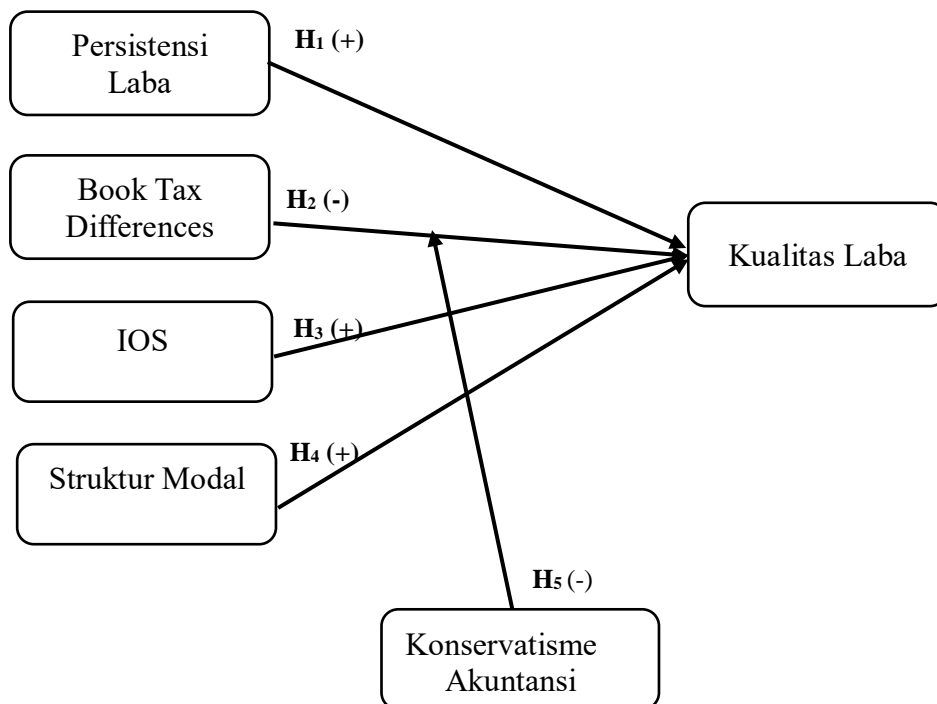 Persistensi
Laba
H₁ (+)
Book Tax
Differences
H₂ (-)
Kualitas Laba
IOS
H₃ (+)
Struktur Modal
H₄ (+)
H₅ (-)
Konservatisme
Akuntansi